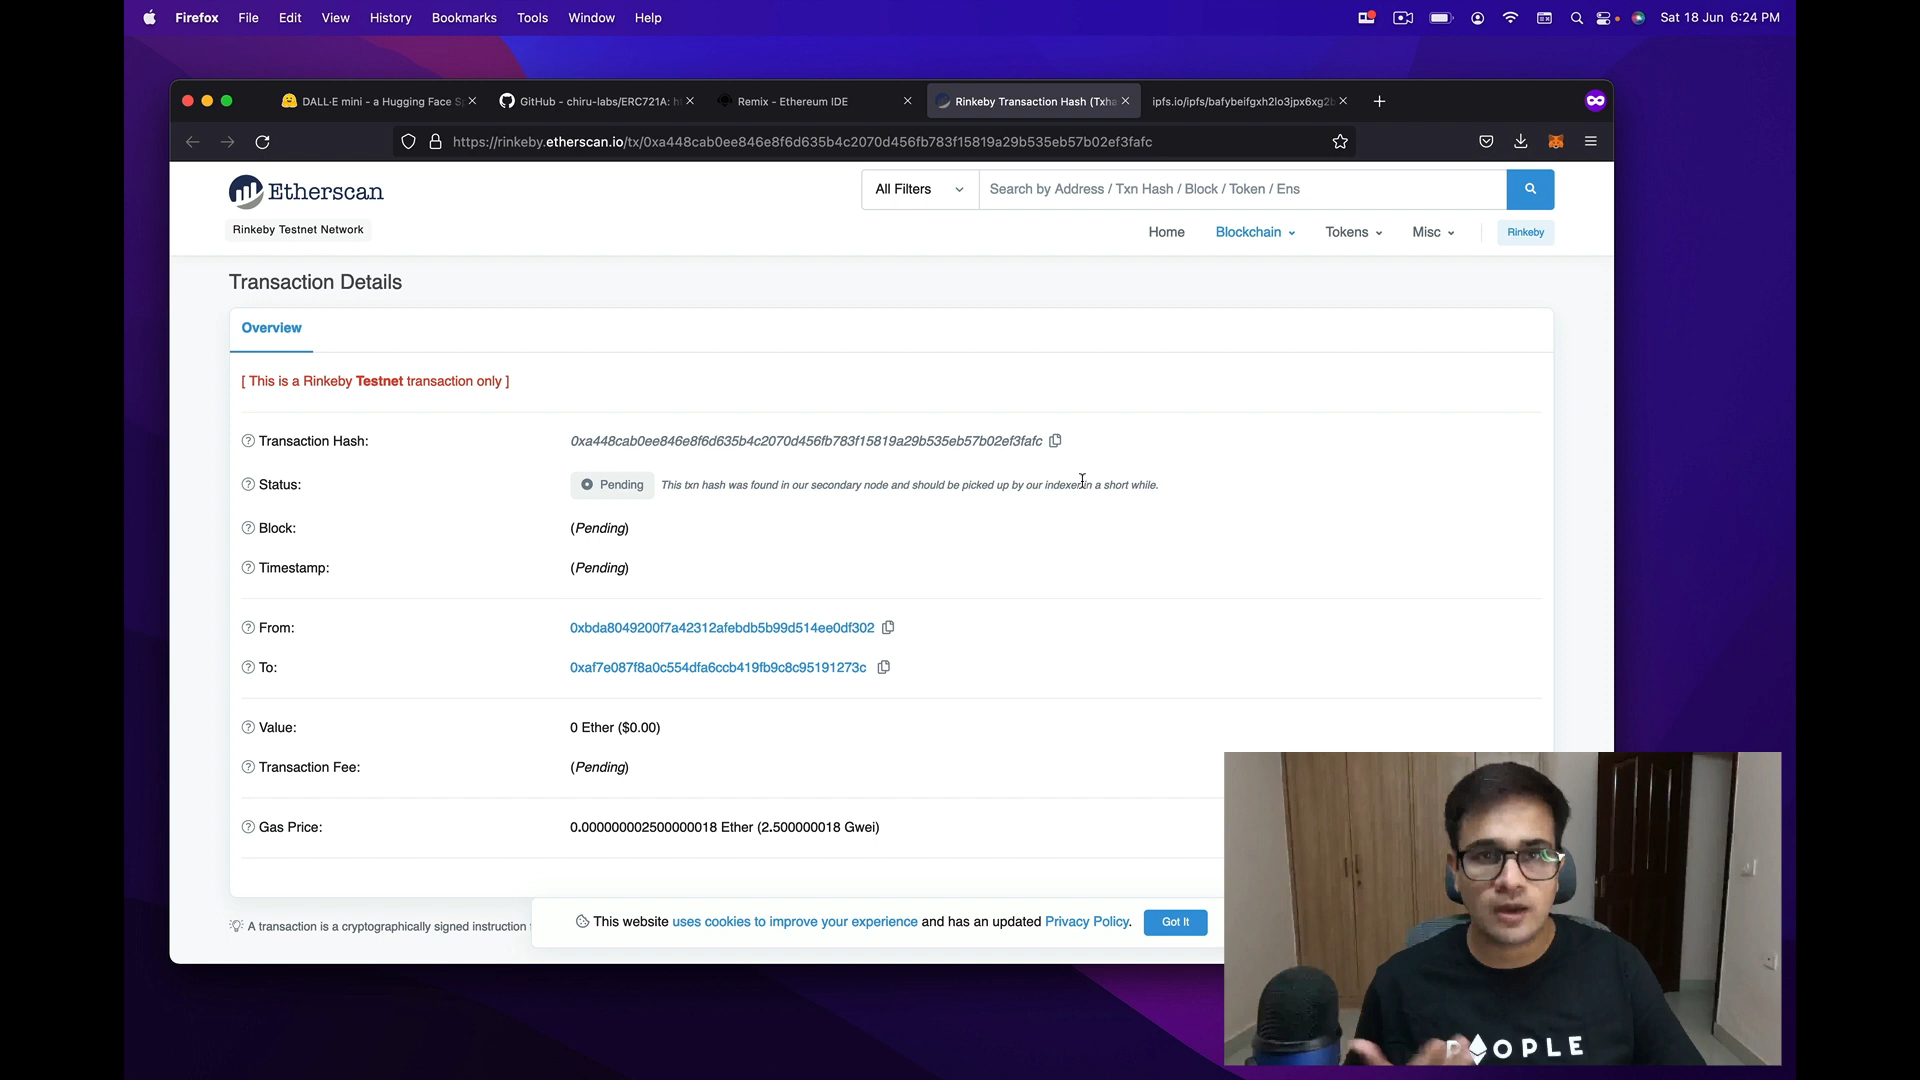 Firefox File Edit View History Bookmarks Tools Window Help Sat 18 Jun 6:24 PM
DALL·E mini - a Hugging Face S GitHub - chiru-labs/ERC721A: h Remix - Ethereum IDE Rinkeby Transaction Hash (Txha ipfs.io/ipfs/bafybeifgxh2lo3jpx6xg2
https://rinkeby.etherscan.io/tx/0xa448cab0ee846e8f6d635b4c2070d456fb783f15819a29b535eb57b02ef3fafc
Etherscan
All Filters Search by Address / Txn Hash / Block / Token / Ens
Rinkeby Testnet Network
Home Blockchain Tokens Misc Rinkeby
Transaction Details
Overview
[ This is a Rinkeby Testnet transaction only ]
Transaction Hash: 0xa448cab0ee846e8f6d635b4c2070d456fb783f15819a29b535eb57b02ef3fafc
Status: Pending This txn hash was found in our secondary node and should be picked up by our indexer in a short while.
Block: (Pending)
Timestamp: (Pending)
From: 0xbda8049200f7a42312afebdb5b99d514ee0df302
To: 0xaf7e087f8a0c554dfa6ccb419fb9c8c95191273c
Value: 0 Ether ($0.00)
Transaction Fee: (Pending)
Gas Price: 0.000000002500000018 Ether (2.500000018 Gwei)
A transaction is a cryptographically signed instruction
This website uses cookies to improve your experience and has an updated Privacy Policy. Got It
PEOPLE